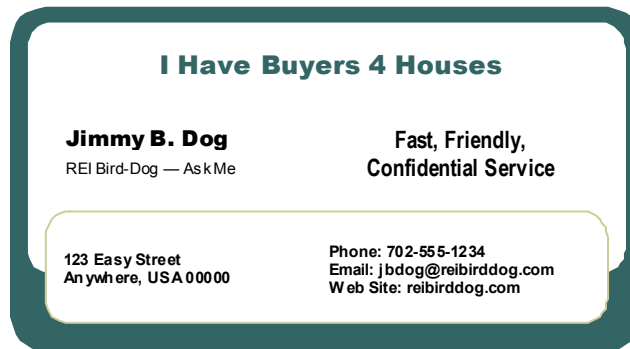 I Have Buyers 4 Houses
Jimmy B. Dog
REI Bird-Dog — Ask Me
Fast, Friendly,
Confidential Service
123 Easy Street
Anywhere, USA 00000
Phone: 702-555-1234
Email: jbdog@reibirddog.com
Web Site: reibirddog.com